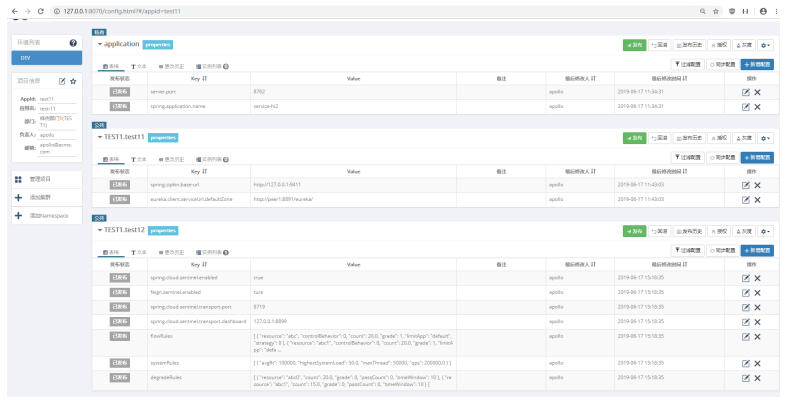 127.0.0.1:8070/config.html?#/appid=test11
环境列表
DEV
项目信息
AppId: test11
应用名: test-11
部门: 样例部门1(TEST1)
负责人: apollo
邮箱: apollo@acme.com
管理项目
添加集群
添加Namespace
私有
application properties
发布 回滚 发布历史 授权 灰度
表格 文本 更改历史 实例列表 0
过滤配置 同步配置 新增配置
发布状态 Key Value 备注 最后修改人 最后修改时间 操作
已发布 server.port 8762 apollo 2019-06-17 11:34:31
已发布 spring.application.name service-hi2 apollo 2019-06-17 11:34:31
公共
TEST1.test11 properties
发布 回滚 发布历史 授权 灰度
表格 文本 更改历史 实例列表 0
过滤配置 同步配置 新增配置
发布状态 Key Value 备注 最后修改人 最后修改时间 操作
已发布 spring.zipkin.base-url http://127.0.0.1:9411 apollo 2019-06-17 11:43:03
已发布 eureka.client.serviceUrl.defaultZone http://peer1:8891/eureka/ apollo 2019-06-17 11:43:03
公共
TEST1.test12 properties
发布 回滚 发布历史 授权 灰度
表格 文本 更改历史 实例列表 0
过滤配置 同步配置 新增配置
发布状态 Key Value 备注 最后修改人 最后修改时间 操作
已发布 spring.cloud.sentinel.enabled true apollo 2019-06-17 15:18:35
已发布 feign.sentinel.enabled ture apollo 2019-06-17 15:18:35
已发布 spring.cloud.sentinel.transport.port 8719 apollo 2019-06-17 15:18:35
已发布 spring.cloud.sentinel.transport.dashboard 127.0.0.1:8899 apollo 2019-06-17 15:18:35
已发布 flowRules [ { "resource": "abc", "controlBehavior": 0, "count": 20.0, "grade": 1, "limitApp": "default", apollo 2019-06-17 15:18:35
"strategy": 0 }, { "resource": "abc1", "controlBehavior": 0, "count": 20.0, "grade": 1, "limitA
pp": "defa ...
已发布 systemRules [ { "avgRt": 100000, "highestSystemLoad": 50.0, "maxThread": 50000, "qps": 200000.0 } ] apollo 2019-06-17 15:18:35
已发布 degradeRules [ { "resource": "abc0", "count": 20.0, "grade": 0, "passCount": 0, "timeWindow": 10 }, { "re apollo 2019-06-17 15:18:35
source": "abc1", "count": 15.0, "grade": 0, "passCount": 0, "timeWindow": 10 } ]